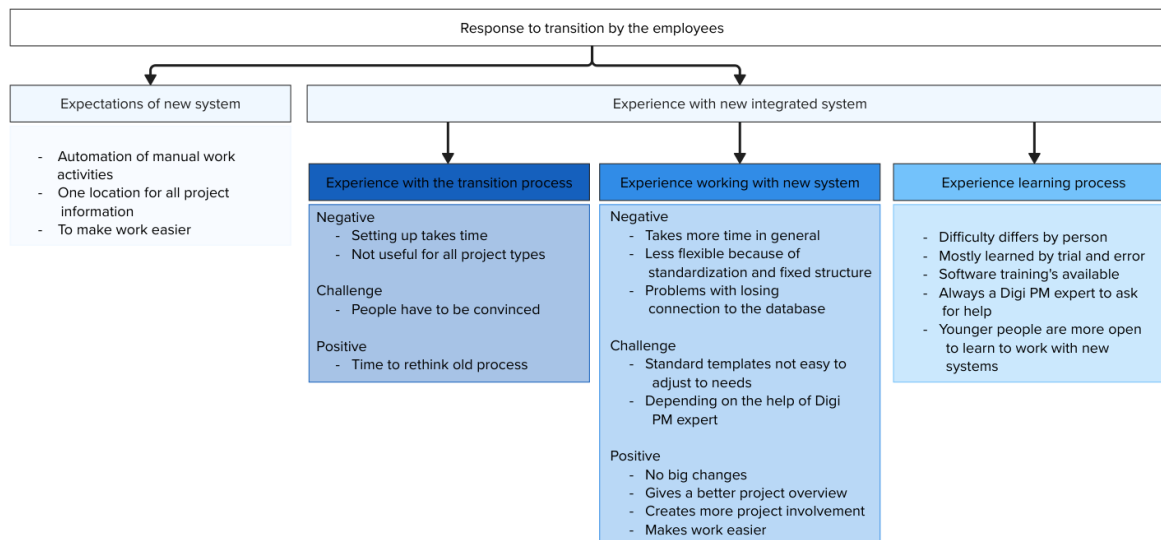 Response to transition by the employees
Expectations of new system
- Automation of manual work
activities
- One location for all project
information
- To make work easier
Experience with new integrated system
Experience with the transition process
Negative
- Setting up takes time
- Not useful for all project types
Challenge
- People have to be convinced
Positive
- Time to rethink old process
Experience working with new system
Negative
- Takes more time in general
- Less flexible because of
standardization and fixed structure
- Problems with losing
connection to the database
Challenge
- Standard templates not easy to
adjust to needs
- Depending on the help of Digi
PM expert
Positive
- No big changes
- Gives a better project overview
- Creates more project involvement
- Makes work easier
Experience learning process
- Difficulty differs by person
- Mostly learned by trial and error
- Software training's available
- Always a Digi PM expert to ask
for help
- Younger people are more open
to learn to work with new
systems